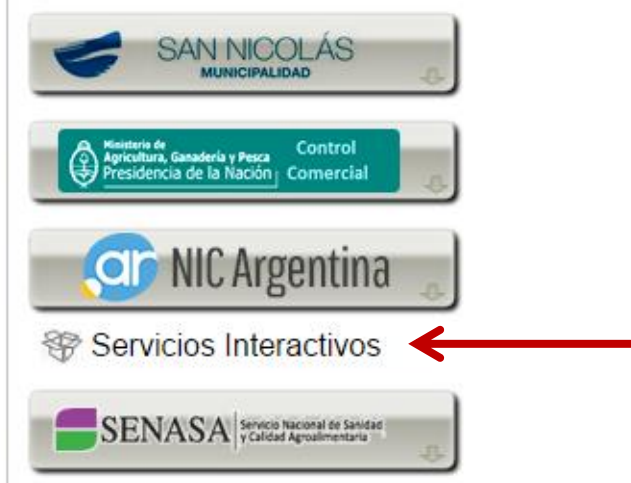 SAN NICOLÁS
MUNICIPALIDAD
Ministerio de
Agricultura, Ganadería y Pesca
Presidencia de la Nación
Control
Comercial
ar NIC Argentina
Servicios Interactivos
SENASA
Servicio Nacional de Sanidad
y Calidad Agroalimentaria